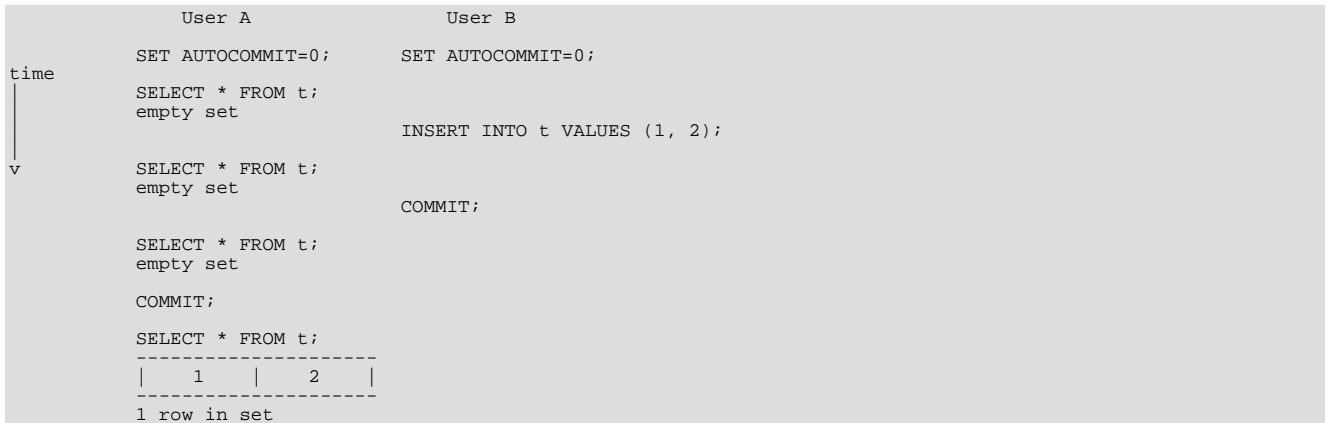 User A User B
SET AUTOCOMMIT=0; SET AUTOCOMMIT=0;
time
SELECT * FROM t;
empty set
INSERT INTO t VALUES (1, 2);
v SELECT * FROM t;
empty set
COMMIT;
SELECT * FROM t;
empty set
COMMIT;
SELECT * FROM t;
---------------------
| 1 | 2 |
---------------------
1 row in set